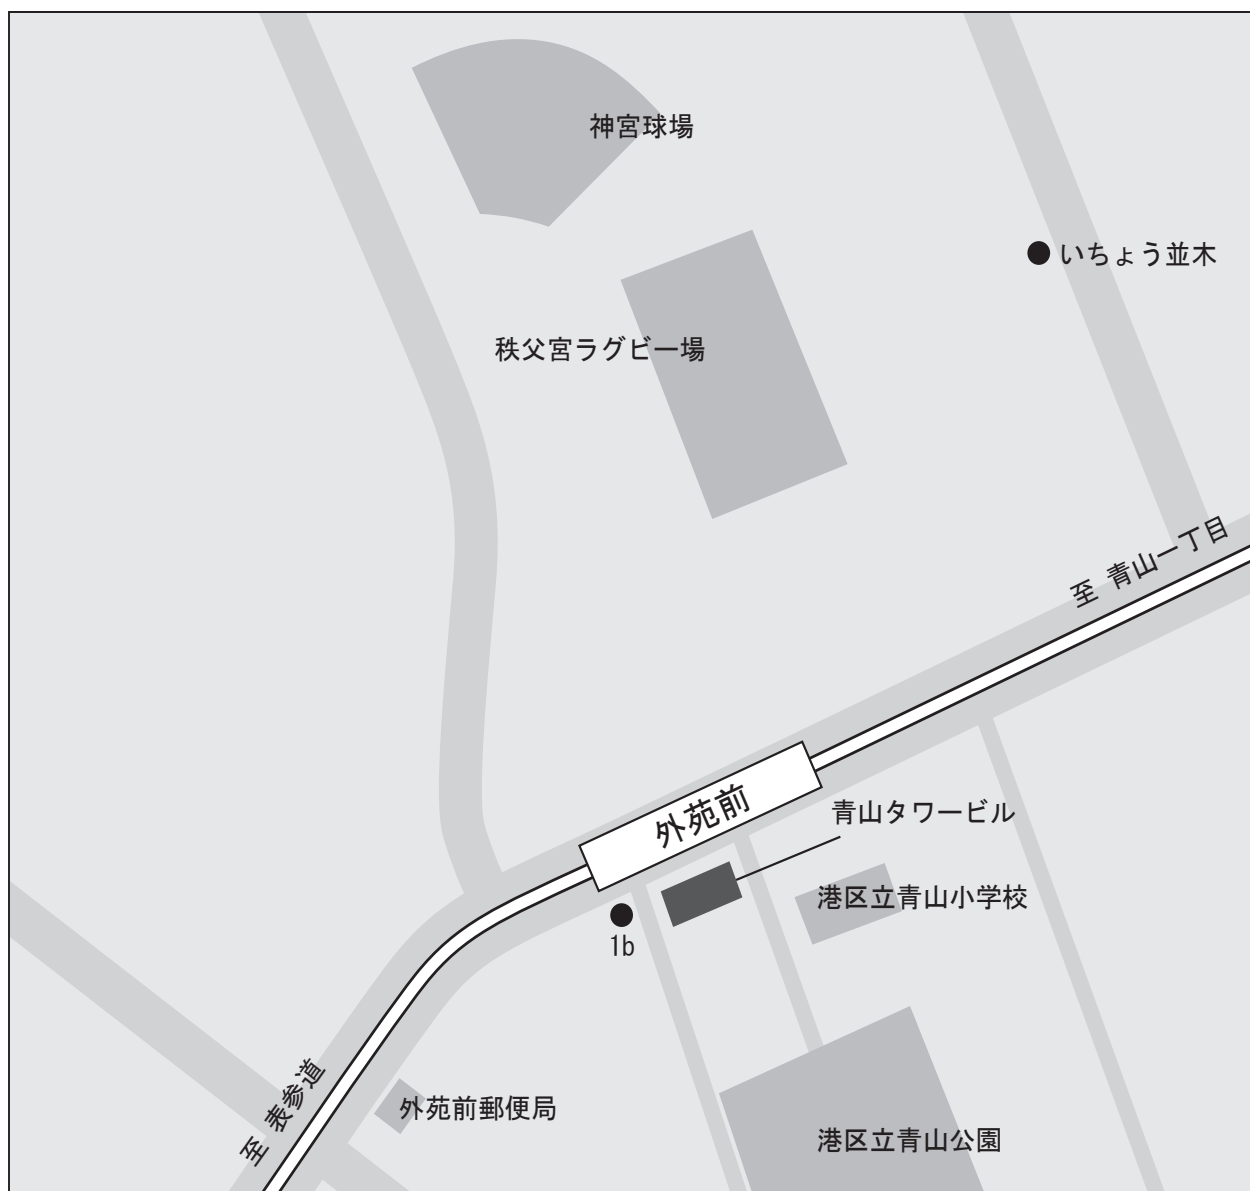 神宮球場
いちょう並木
秩父宮ラグビー場
至 青山一丁目
外苑前
青山タワービル
港区立青山小学校
1b
至 表参道
外苑前郵便局
港区立青山公園